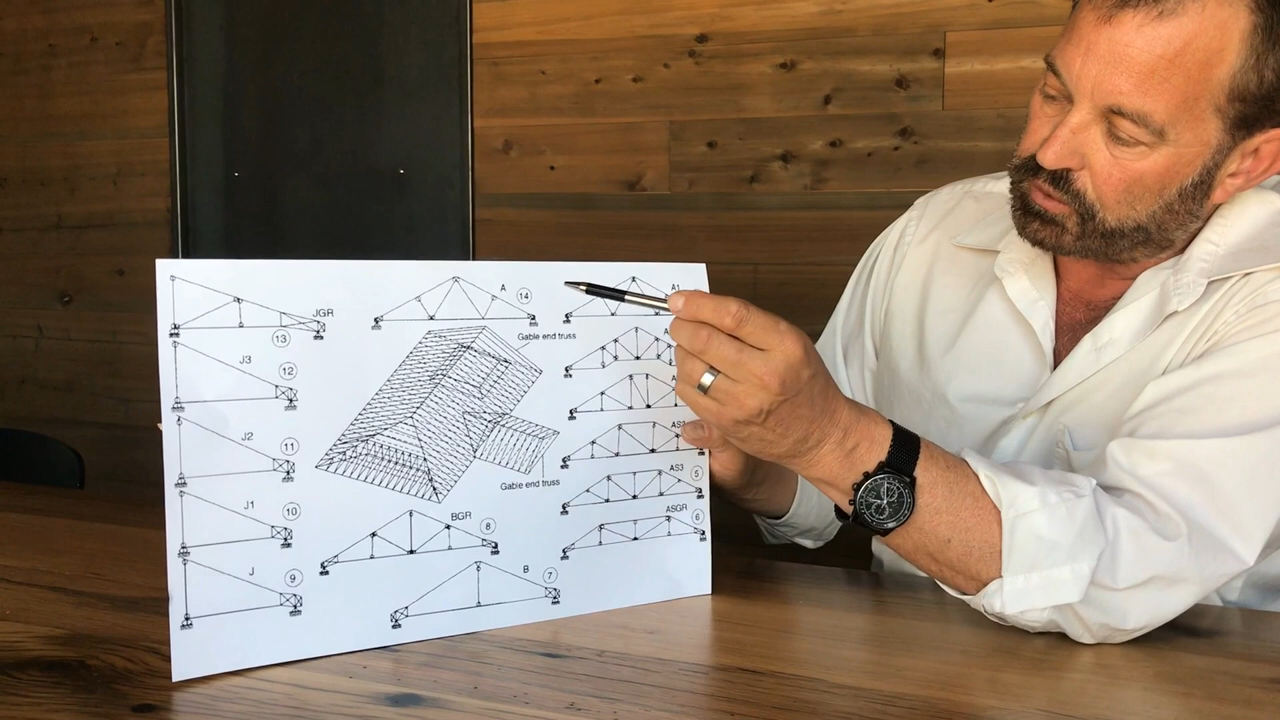 JGR
13
J3
12
J2
11
J1
10
J
9
A
14
Gable end truss
Gable end truss
BGR
8
B
7
A1
AS3
5
ASGR
6